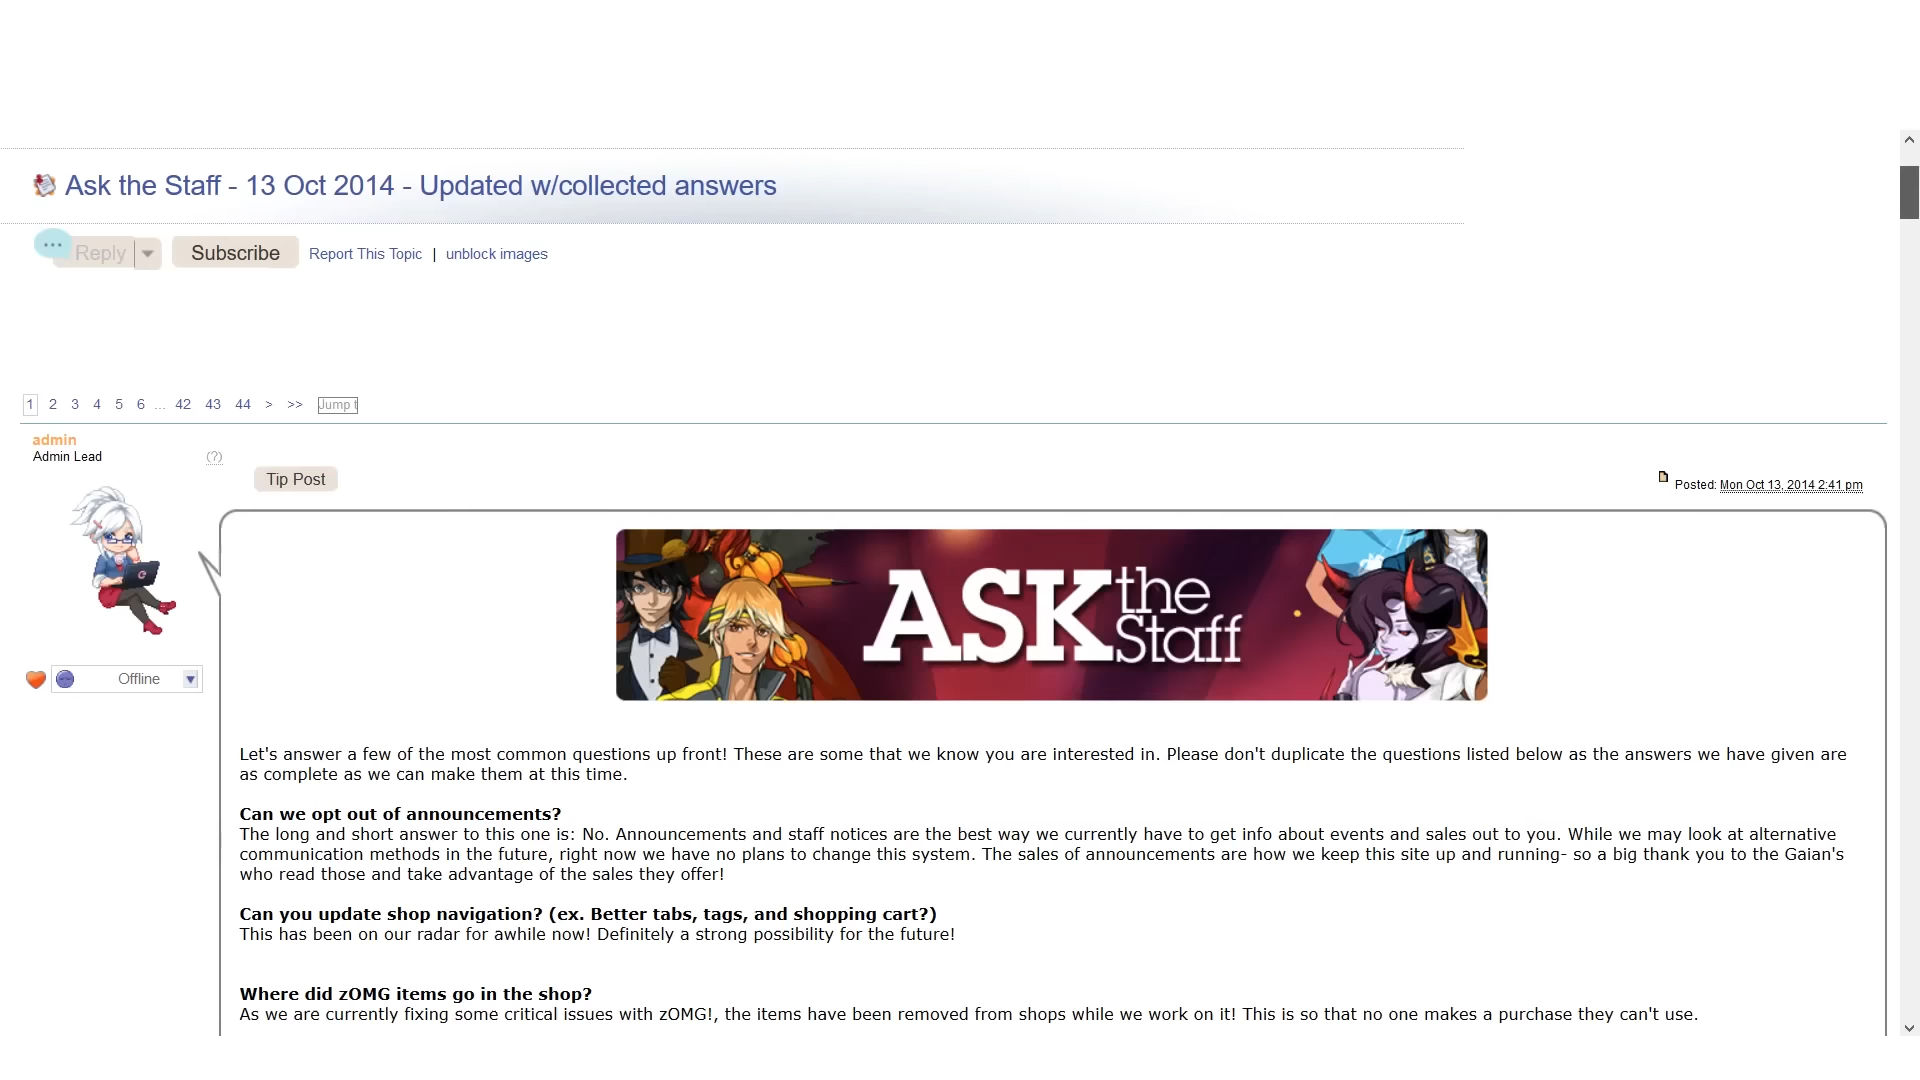 Ask the Staff - 13 Oct 2014 - Updated w/collected answers
Reply Subscribe Report This Topic | unblock images
1 2 3 4 5 6 ... 42 43 44 > >> Jump t
admin
Admin Lead
(?)
Tip Post
Posted: Mon Oct 13, 2014 2:41 pm
ASK the Staff
Offline
Let's answer a few of the most common questions up front! These are some that we know you are interested in. Please don't duplicate the questions listed below as the answers we have given are
as complete as we can make them at this time.
Can we opt out of announcements?
The long and short answer to this one is: No. Announcements and staff notices are the best way we currently have to get info about events and sales out to you. While we may look at alternative
communication methods in the future, right now we have no plans to change this system. The sales of announcements are how we keep this site up and running- so a big thank you to the Gaian's
who read those and take advantage of the sales they offer!
Can you update shop navigation? (ex. Better tabs, tags, and shopping cart?)
This has been on our radar for awhile now! Definitely a strong possibility for the future!
Where did zOMG items go in the shop?
As we are currently fixing some critical issues with zOMG!, the items have been removed from shops while we work on it! This is so that no one makes a purchase they can't use.